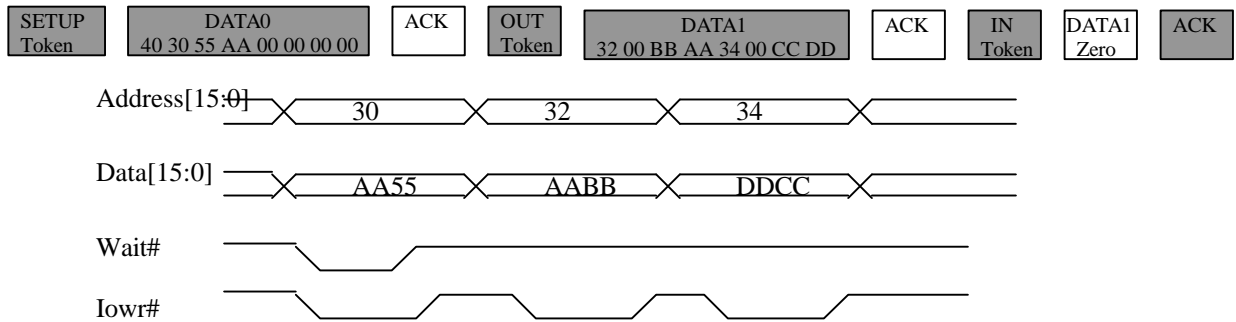 SETUP Token
DATA0
40 30 55 AA 00 00 00 00
ACK
OUT Token
DATA1
32 00 BB AA 34 00 CC DD
ACK
IN Token
DATA1 Zero
ACK
Address[15:0] 30 32 34
Data[15:0] AA55 AABB DDCC
Wait#
Iowr#